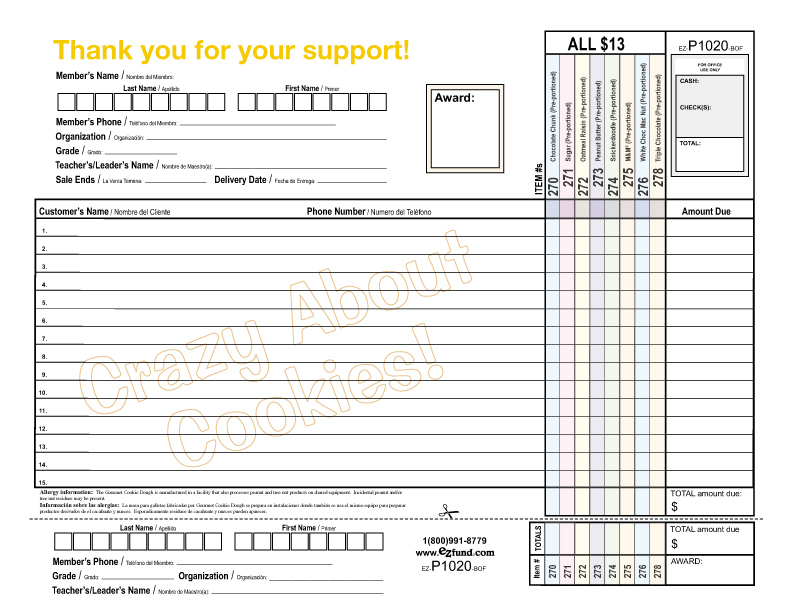 Thank you for your support!
ALL $13
EZ-P1020-BOF
Member's Name / Nombre del Miembro:
Last Name / Apellido
First Name / Primer
Member's Phone / Teléfono del Miembro:
Organization / Organización:
Grade / Grado:
Teacher's/Leader's Name / Nombre de Maestro(a):
Sale Ends / La Venta Termina:
Delivery Date / Fecha de Entrega:
Award:
ITEM #s
270 Chocolate Chunk (Pre-portioned)
271 Sugar (Pre-portioned)
272 Oatmeal Raisin (Pre-portioned)
273 Peanut Butter (Pre-portioned)
274 Snickerdoodle (Pre-portioned)
275 M&M® (Pre-portioned)
276 White Choc Mac Nut (Pre-portioned)
278 Triple Chocolate (Pre-portioned)
FOR OFFICE
USE ONLY
CASH:
CHECK(S):
TOTAL:
Customer's Name / Nombre del Cliente
Phone Number / Numero del Teléfono
Amount Due
1.
2.
3.
4.
5.
6.
7.
8.
9.
10.
11.
12.
13.
14.
15.
Crazy About
Cookies!
Allergy information: The Gourmet Cookie Dough is manufactured in a facility that also processes peanut and tree nut products on shared equipment. Incidental peanut and/or
tree nut residue may be present.
Información sobre las alergias: La masa para galletas fabricadas por Gourmet Cookie Dough se prepara en instalaciones donde también se usa el mismo equipo para preparar
productos derivados de el cacahuate y nueces. Esporadicamente residuos de cacahuate y nueces pueden aparecer.
TOTAL amount due:
$
Last Name / Apellido
First Name / Primer
Member's Phone / Teléfono del Miembro:
Grade / Grado:
Organization / Organización:
Teacher's/Leader's Name / Nombre de Maestro(a):
1(800)991-8779
www.ezfund.com
EZ-P1020-BOF
TOTALS
Item #
270
271
272
273
274
275
276
278
TOTAL amount due
$
AWARD: